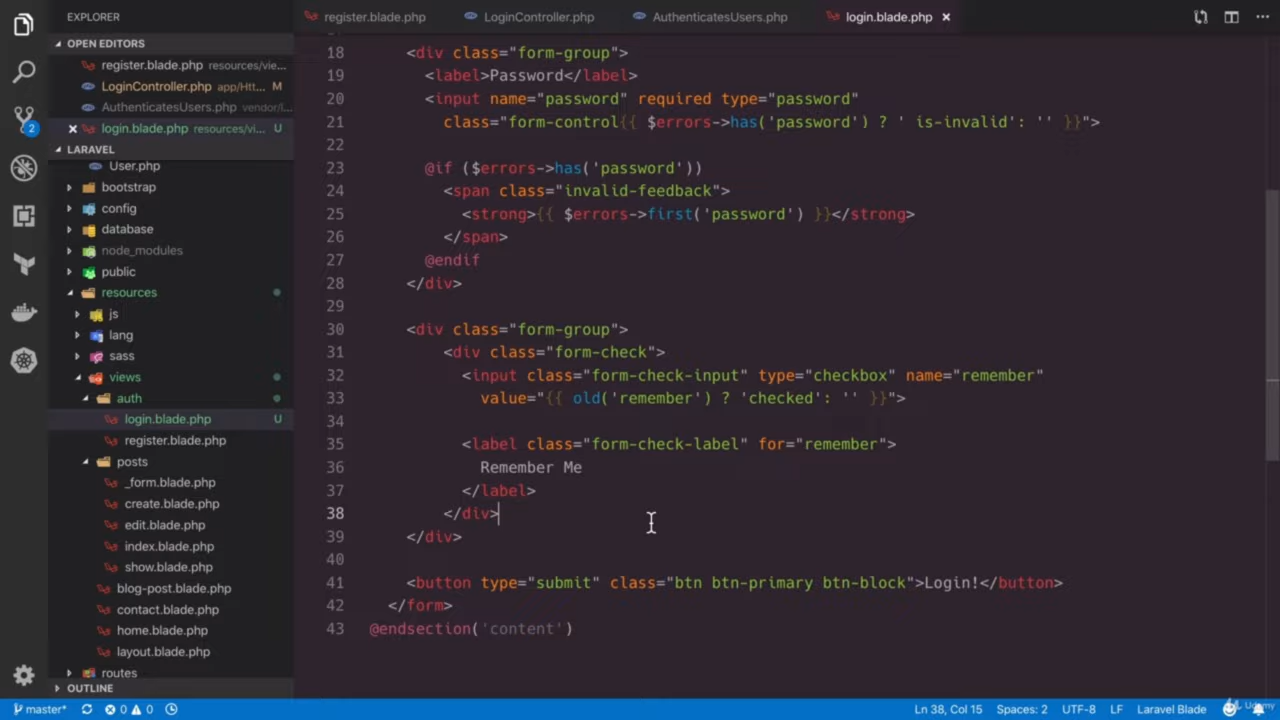 EXPLORER
register.blade.php
LoginController.php
AuthenticatesUsers.php
login.blade.php
OPEN EDITORS
register.blade.php resources/vie...
LoginController.php app/Htt... M
AuthenticatesUsers.php vendor/l...
login.blade.php resources/vi... U
LARAVEL
User.php
bootstrap
config
database
node_modules
public
resources
js
lang
sass
views
auth
login.blade.php U
register.blade.php
posts
_form.blade.php
create.blade.php
edit.blade.php
index.blade.php
show.blade.php
blog-post.blade.php
contact.blade.php
home.blade.php
layout.blade.php
routes
OUTLINE
2
18 <div class="form-group">
19 <label>Password</label>
20 <input name="password" required type="password"
21 class="form-control{{ $errors->has('password') ? ' is-invalid': '' }}">
22
23 @if ($errors->has('password'))
24 <span class="invalid-feedback">
25 <strong>{{ $errors->first('password') }}</strong>
26 </span>
27 @endif
28 </div>
29
30 <div class="form-group">
31 <div class="form-check">
32 <input class="form-check-input" type="checkbox" name="remember"
33 value="{{ old('remember') ? 'checked': '' }}">
34
35 <label class="form-check-label" for="remember">
36 Remember Me
37 </label>
38 </div>
39 </div>
40
41 <button type="submit" class="btn btn-primary btn-block">Login!</button>
42 </form>
43 @endsection('content')
master* 0 0 Ln 38, Col 15 Spaces: 2 UTF-8 LF Laravel Blade
Udemy